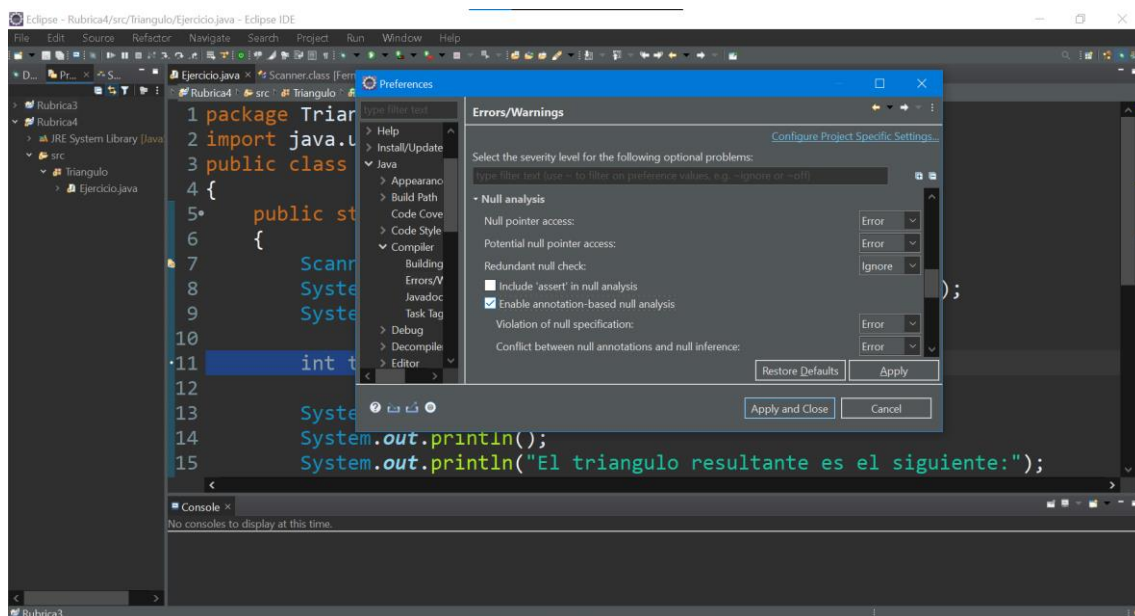 Eclipse - Rubrica4/src/Triangulo/Ejercicio.java - Eclipse IDE
File Edit Source Refactor Navigate Search Project Run Window Help
D... Pr... × S...
Ejercicio.java × Scanner.class
Rubrica4 src Triangulo
Rubrica3
Rubrica4
JRE System Library [Java
src
Triangulo
Ejercicio.java
1 package Trian
2 import java.u
3 public class
4 {
5 public st
6 {
7 Scann
8 Syste );
9 Syste
10
11 int t
12
13 Syste
14 System.out.println();
15 System.out.println("El triangulo resultante es el siguiente:");
Preferences
type filter text
Help
Install/Update
Java
Appearanc
Build Path
Code Cove
Code Style
Compiler
Building
Errors/W
Javadoc
Task Tag
Debug
Decompile
Editor
Errors/Warnings
Configure Project Specific Settings...
Select the severity level for the following optional problems:
type filter text (use ~ to filter on preference values, e.g. ~ignore or ~off)
Null analysis
Null pointer access: Error
Potential null pointer access: Error
Redundant null check: Ignore
Include 'assert' in null analysis
Enable annotation-based null analysis
Violation of null specification: Error
Conflict between null annotations and null inference: Error
Restore Defaults Apply
Apply and Close Cancel
Console ×
No consoles to display at this time.
Rubrica3